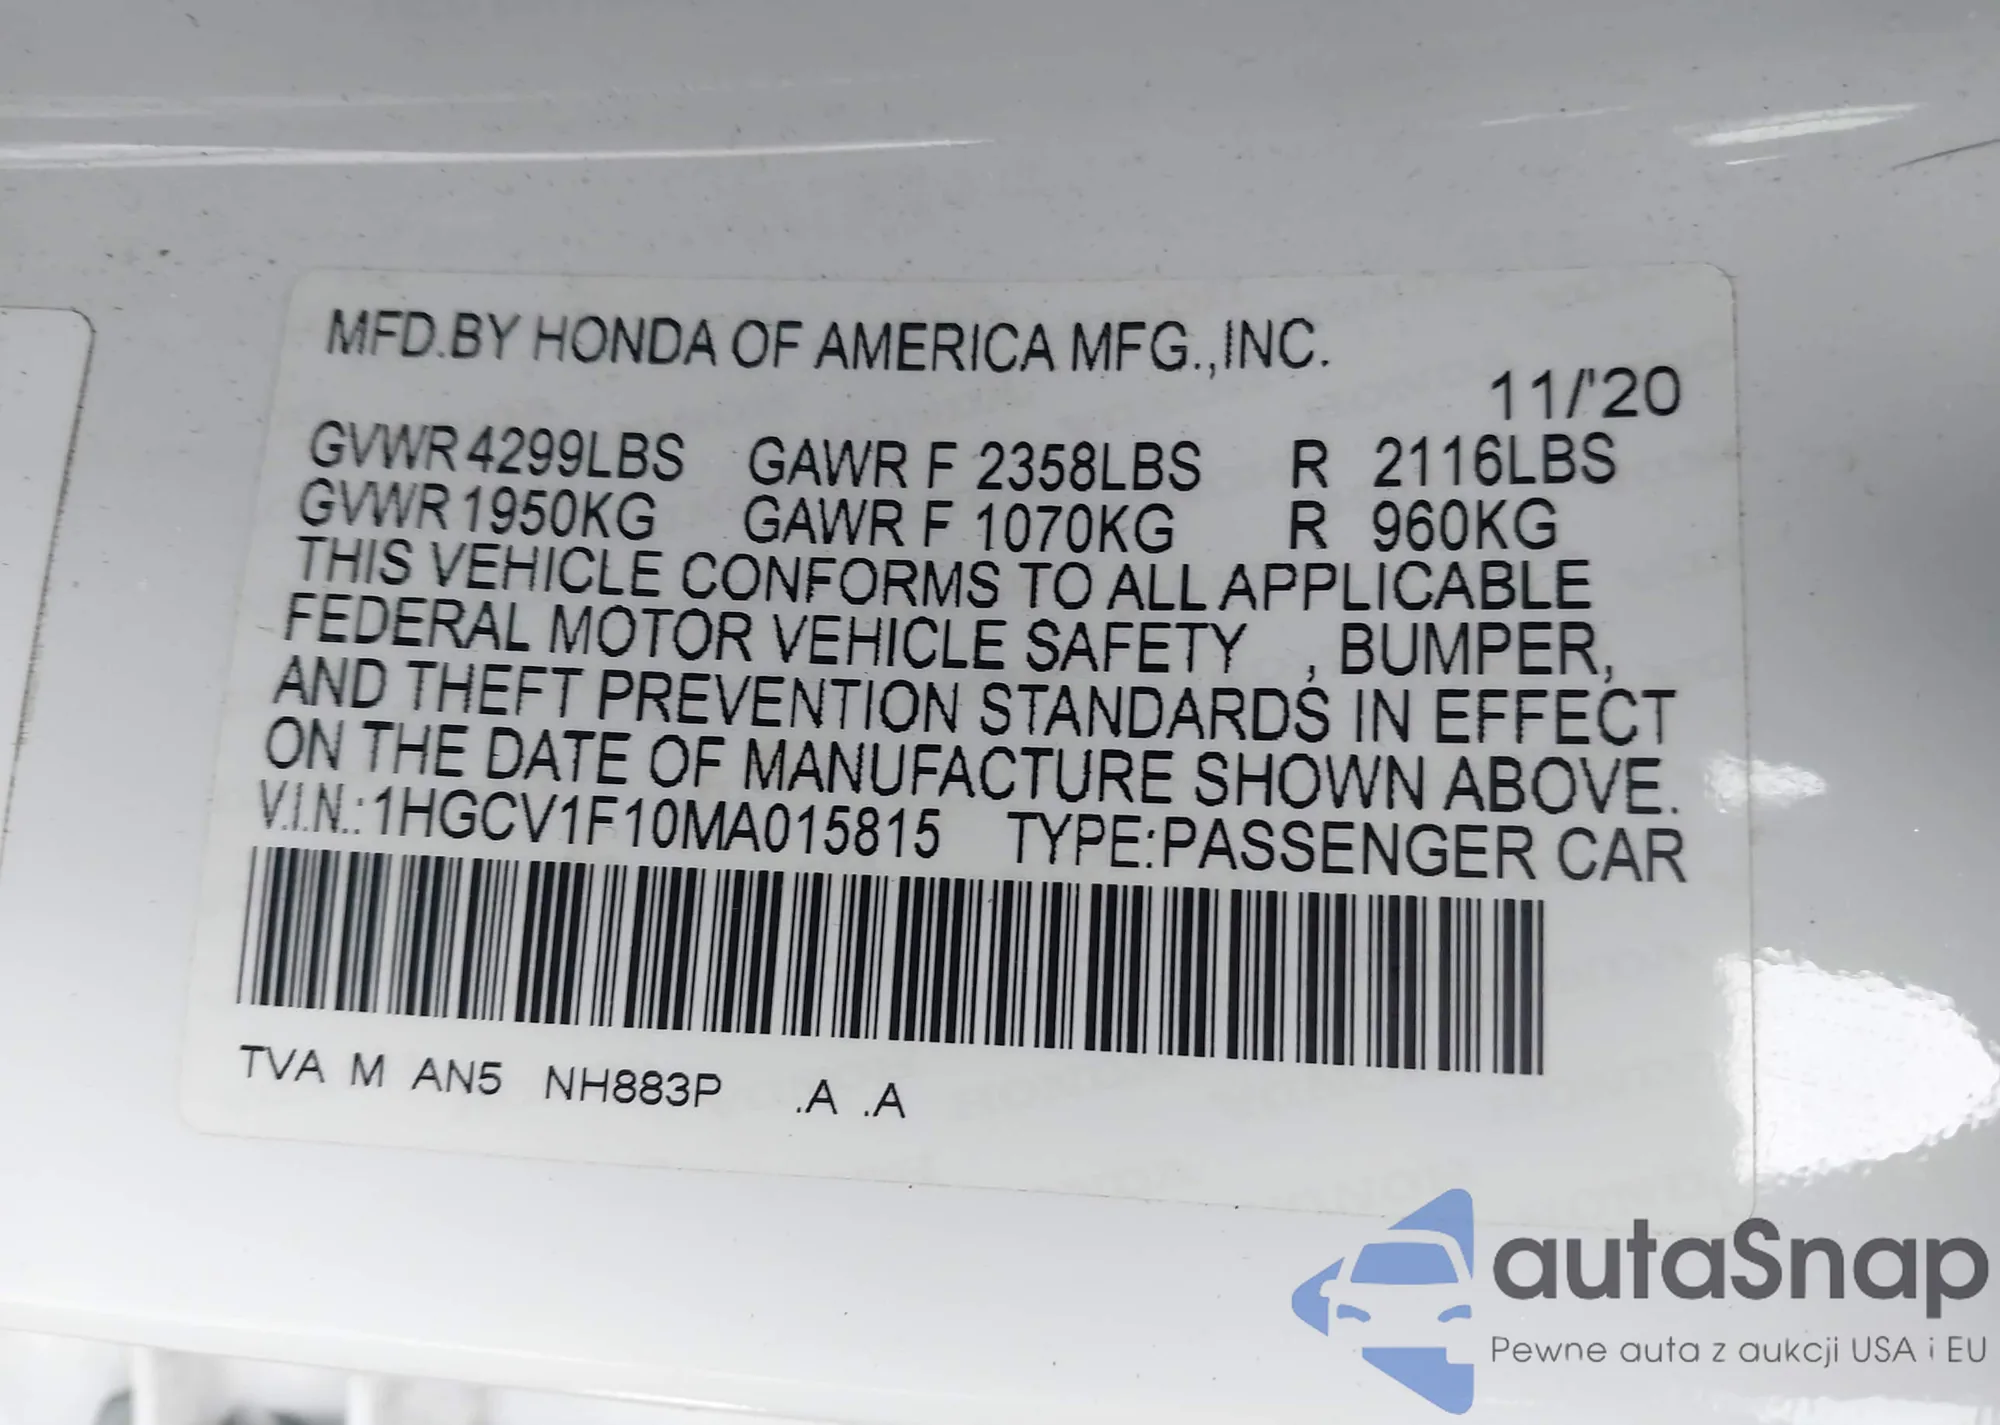 MFD.BY HONDA OF AMERICA MFG.,INC.
11/'20
GVWR 4299LBS GAWR F 2358LBS R 2116LBS
GVWR 1950KG GAWR F 1070KG R 960KG
THIS VEHICLE CONFORMS TO ALL APPLICABLE
FEDERAL MOTOR VEHICLE SAFETY , BUMPER,
AND THEFT PREVENTION STANDARDS IN EFFECT
ON THE DATE OF MANUFACTURE SHOWN ABOVE.
V.I.N.:1HGCV1F10MA015815 TYPE:PASSENGER CAR
TVA M AN5 NH883P .A .A
autaSnap
Pewne auta z aukcji USA i EU